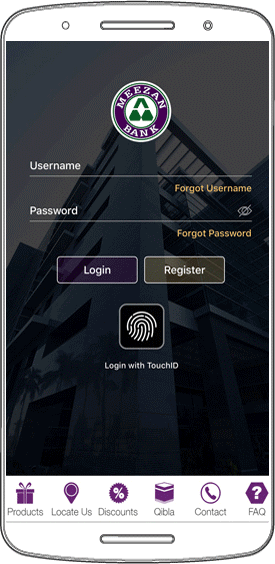 MEEZAN
BANK
Username
Forgot Username
Password
Forgot Password
Login
Register
Login with TouchID
Products
Locate Us
Discounts
Qibla
Contact
FAQ